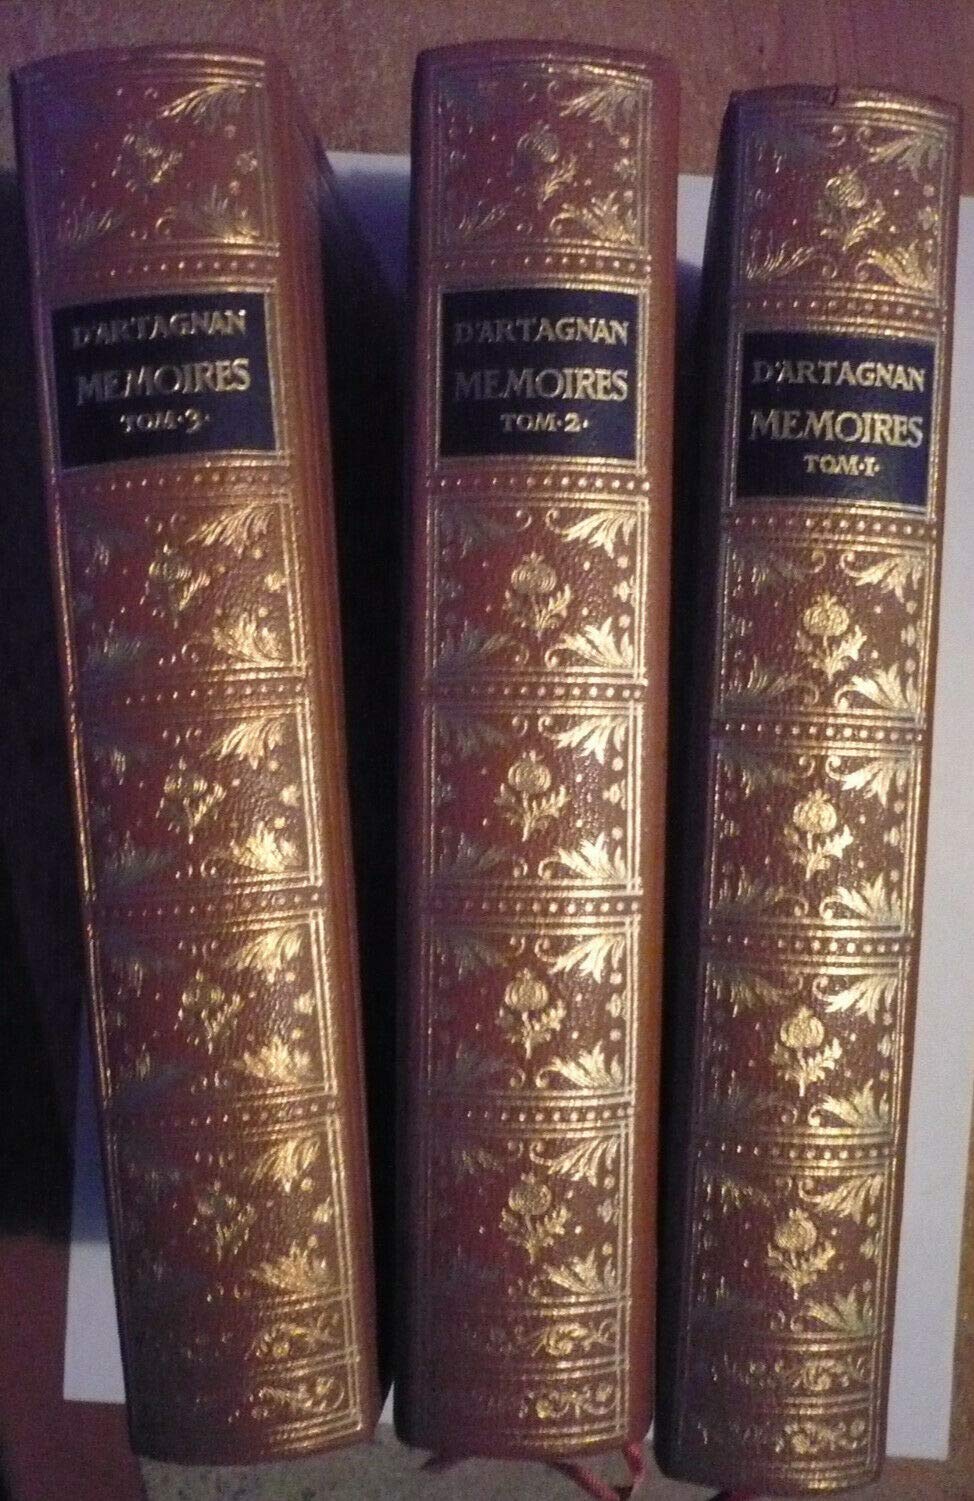 D'ARTAGNAN
MEMOIRES
TOM·3·
D'ARTAGNAN
MEMOIRES
TOM·2·
D'ARTAGNAN
MEMOIRES
TOM·I·